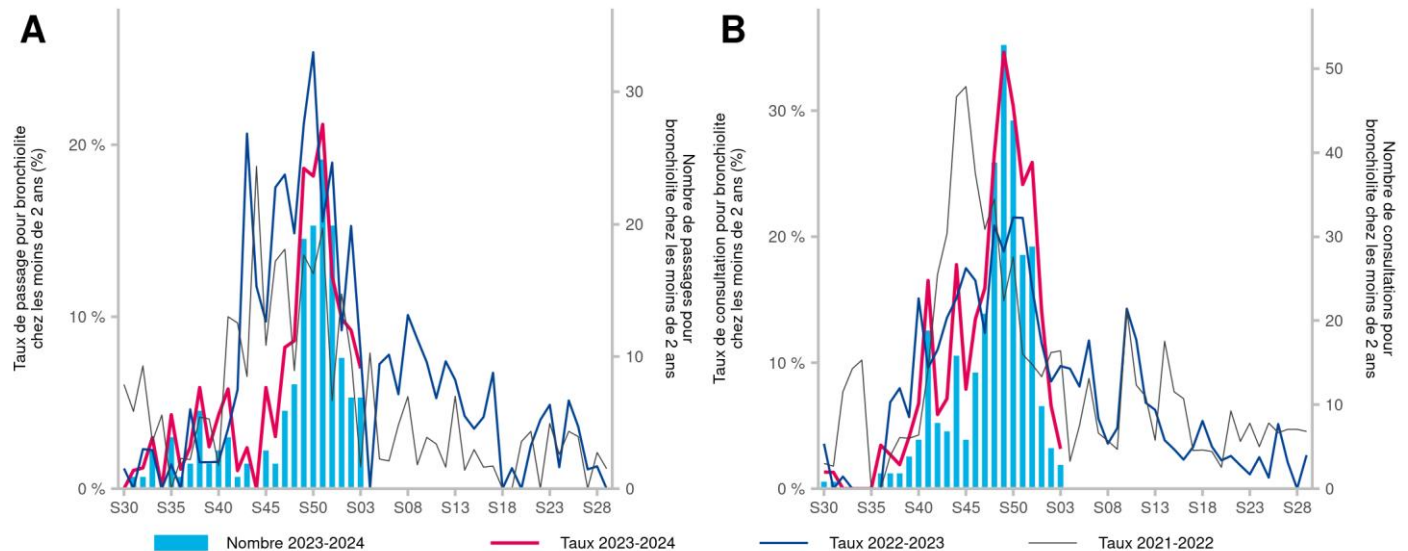 A
Taux de passage pour bronchiolite
chez les moins de 2 ans (%)
20 %
10 %
0 %
30
20
10
0
Nombre de passages pour
bronchiolite chez les moins de 2 ans
S30 S35 S40 S45 S50 S03 S08 S13 S18 S23 S28
B
Taux de consultation pour bronchiolite
chez les moins de 2 ans (%)
30 %
20 %
10 %
0 %
50
40
30
20
10
0
Nombre de consultations pour
bronchiolite chez les moins de 2 ans
S30 S35 S40 S45 S50 S03 S08 S13 S18 S23 S28
Nombre 2023-2024 Taux 2023-2024 Taux 2022-2023 Taux 2021-2022